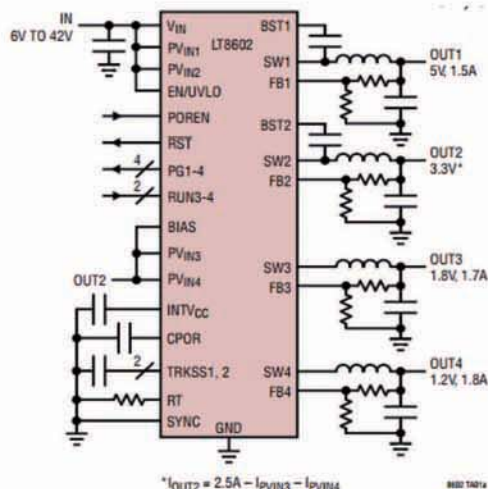 IN
6V TO 42V
VIN
PVIN1
PVIN2
EN/UVLO
POREN
RST
4
PG1-4
2
RUN3-4
BIAS
PVIN3
OUT2
PVIN4
INTVCC
CPOR
2
TRKSS1, 2
RT
SYNC
GND
LT8602
BST1
SW1
FB1
BST2
SW2
FB2
SW3
FB3
SW4
FB4
OUT1
5V, 1.5A
OUT2
3.3V*
OUT3
1.8V, 1.7A
OUT4
1.2V, 1.8A
*IOUT2 = 2.5A – IPVIN3 – IPVIN4
8602 TA01a